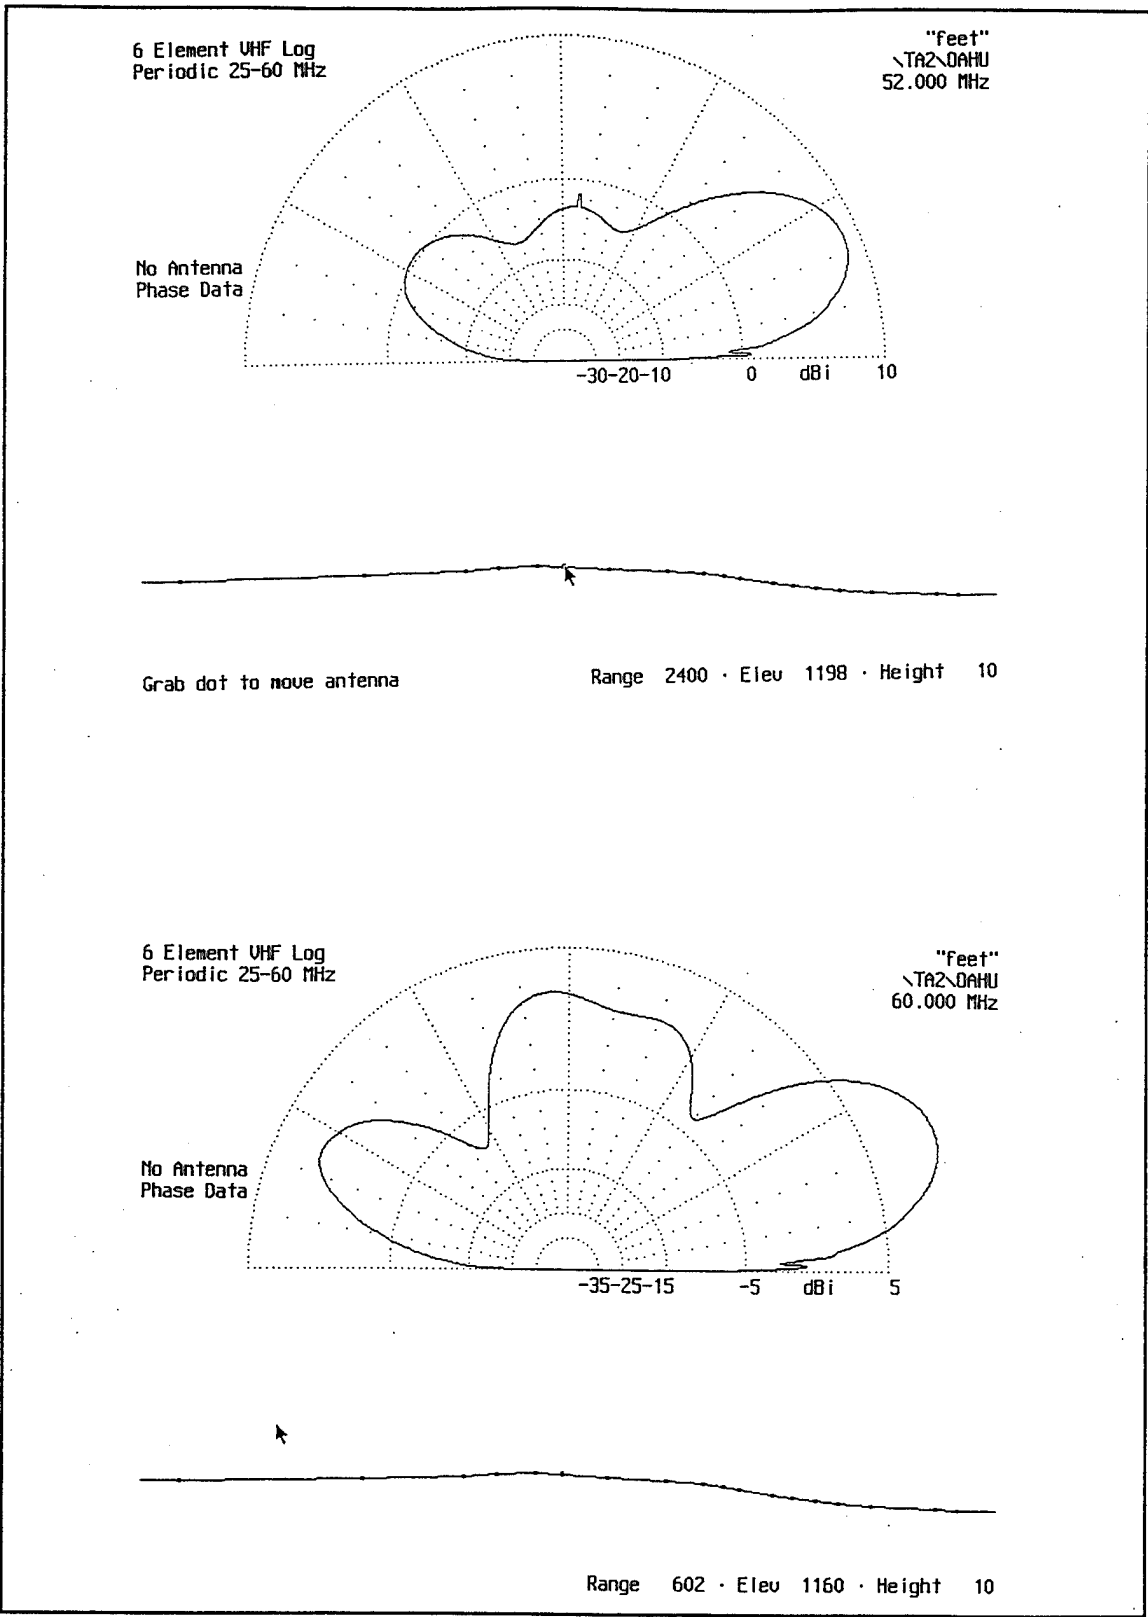 6 Element VHF Log
Periodic 25-60 MHz
"feet"
\TA2\OAHU
52.000 MHz
No Antenna
Phase Data
-30-20-10 0 dBi 10
Grab dot to move antenna
Range 2400 · Elev 1198 · Height 10
6 Element VHF Log
Periodic 25-60 MHz
"feet"
\TA2\OAHU
60.000 MHz
No Antenna
Phase Data
-35-25-15 -5 dBi 5
Range 602 · Elev 1160 · Height 10